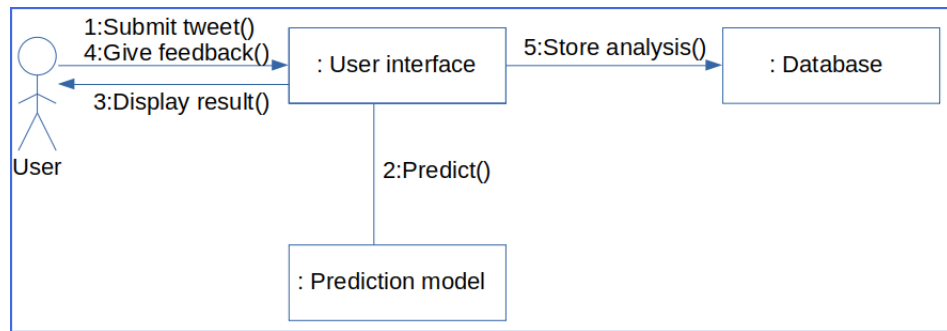 1:Submit tweet()
4:Give feedback()
3:Display result()
User
: User interface
5:Store analysis()
: Database
2:Predict()
: Prediction model